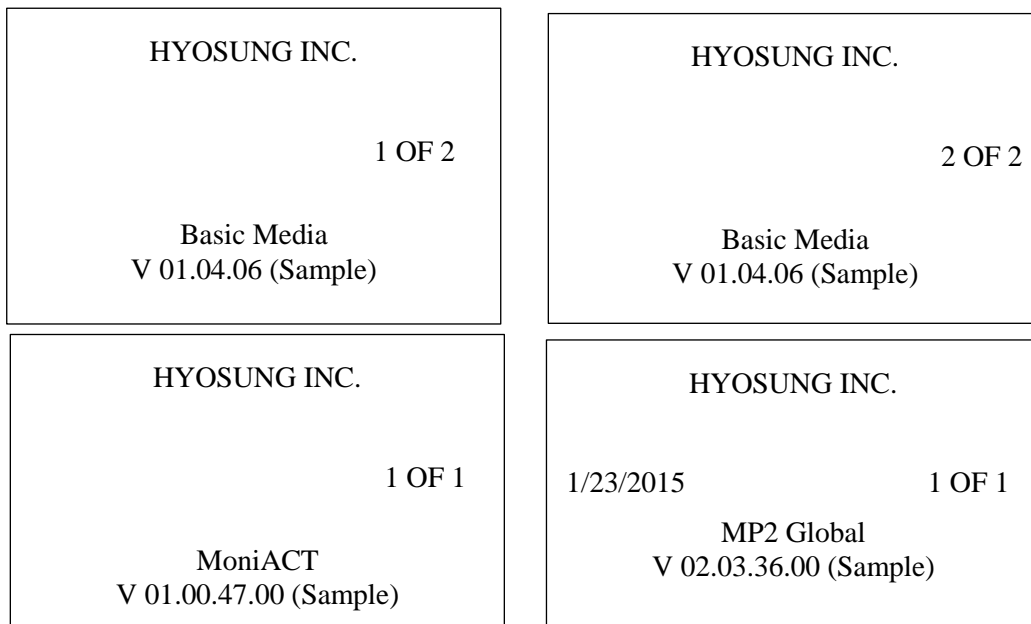 HYOSUNG INC.
1 OF 2
Basic Media
V 01.04.06 (Sample)
HYOSUNG INC.
2 OF 2
Basic Media
V 01.04.06 (Sample)
HYOSUNG INC.
1 OF 1
MoniACT
V 01.00.47.00 (Sample)
HYOSUNG INC.
1/23/2015 1 OF 1
MP2 Global
V 02.03.36.00 (Sample)